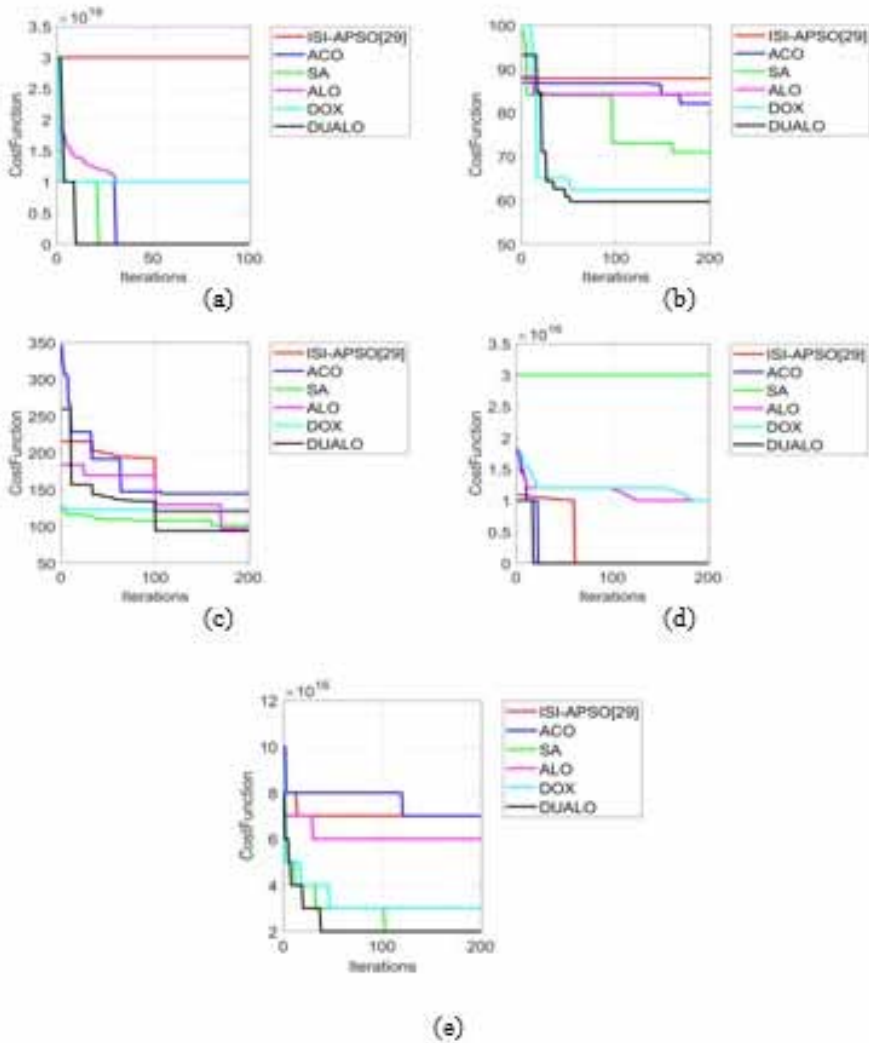 × 10^16
3.5
3
2.5
2
1.5
1
0.5
0
CostFunction
0 50 100
Iterations
ISI-APSO[29]
ACO
SA
ALO
DOX
DUALO
(a)
100
90
80
70
60
50
CostFunction
0 100 200
Iterations
ISI-APSO[29]
ACO
SA
ALO
DOX
DUALO
(b)
350
300
250
200
150
100
50
CostFunction
0 100 200
Iterations
ISI-APSO[29]
ACO
SA
ALO
DOX
DUALO
(c)
× 10^16
3.5
3
2.5
2
1.5
1
0.5
0
CostFunction
0 100 200
Iterations
ISI-APSO[29]
ACO
SA
ALO
DOX
DUALO
(d)
× 10^16
12
10
8
6
4
2
CostFunction
0 100 200
Iterations
ISI-APSO[29]
ACO
SA
ALO
DOX
DUALO
(e)